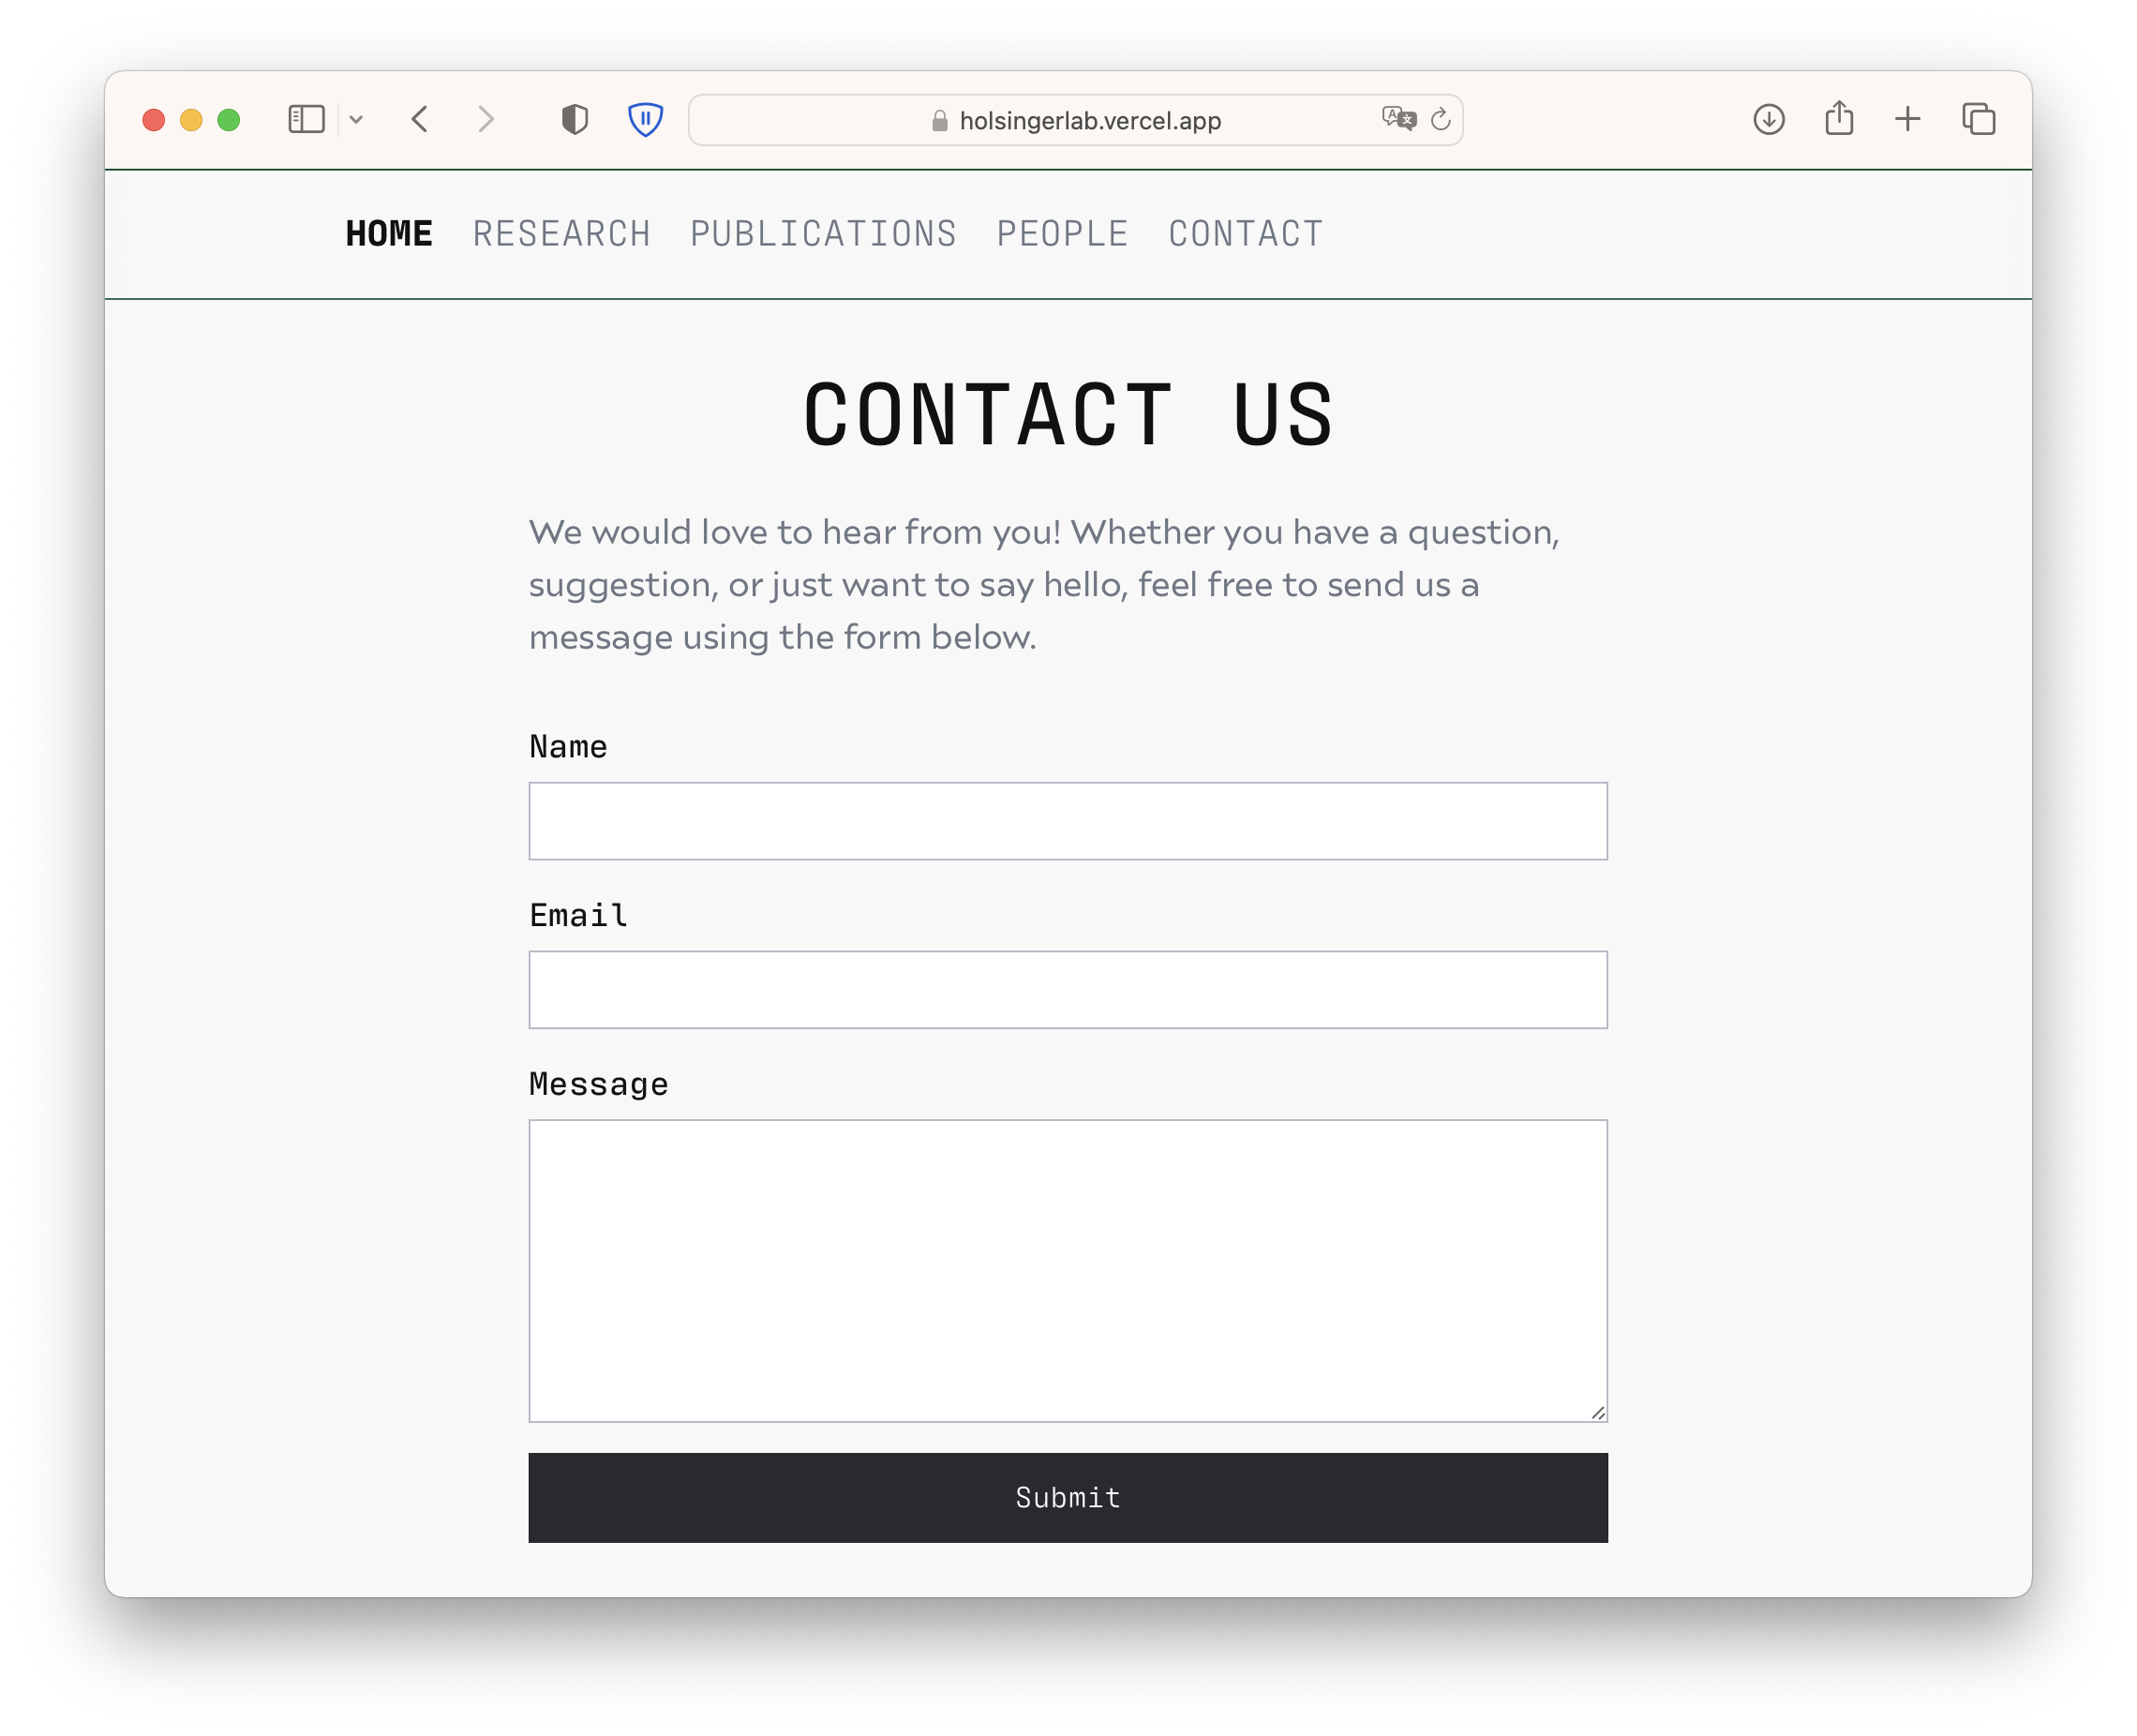 holsingerlab.vercel.app
HOME RESEARCH PUBLICATIONS PEOPLE CONTACT
CONTACT US
We would love to hear from you! Whether you have a question,
suggestion, or just want to say hello, feel free to send us a
message using the form below.
Name
Email
Message
Submit